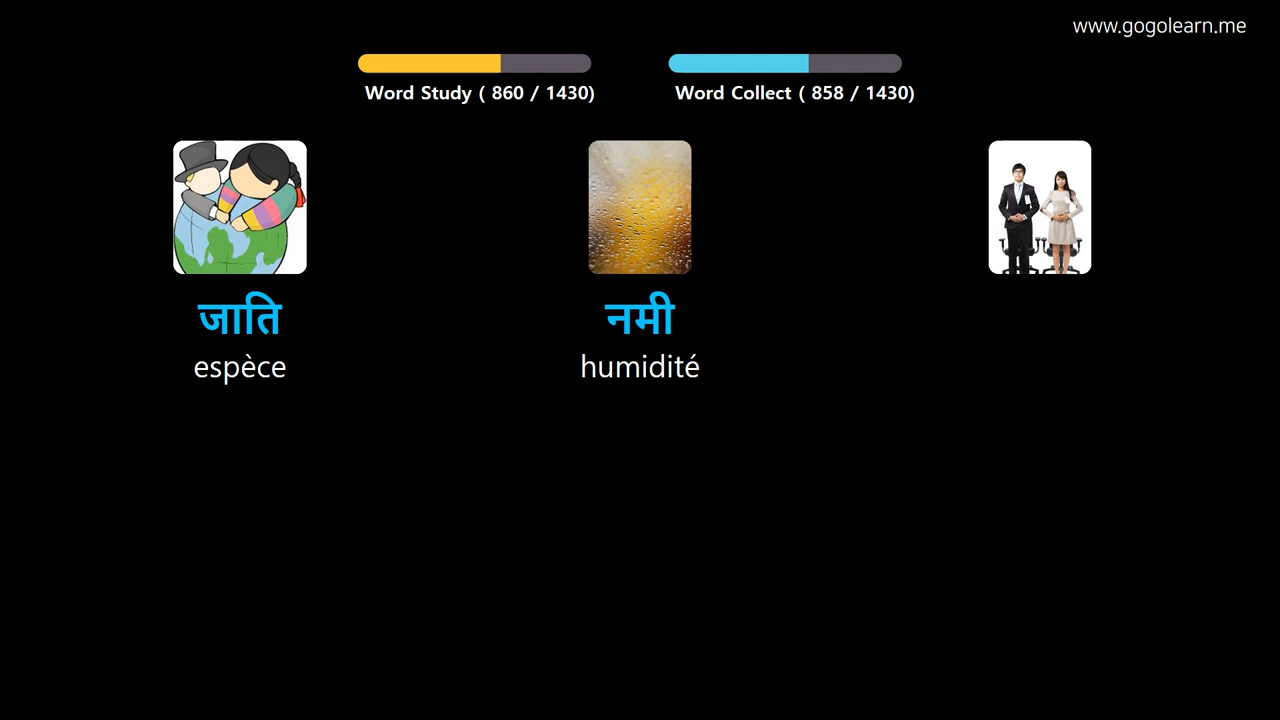 www.gogolearn.me
Word Study ( 860 / 1430)
Word Collect ( 858 / 1430)
जाति
espèce
नमी
humidité